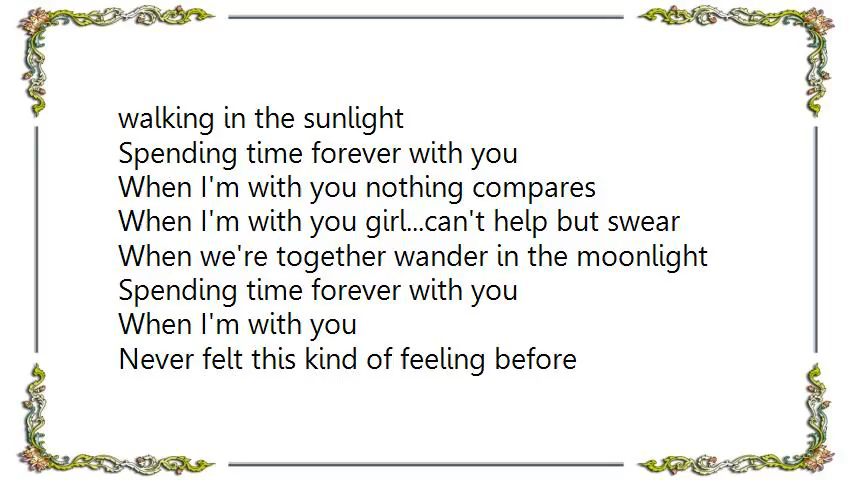 walking in the sunlight
Spending time forever with you
When I'm with you nothing compares
When I'm with you girl...can't help but swear
When we're together wander in the moonlight
Spending time forever with you
When I'm with you
Never felt this kind of feeling before